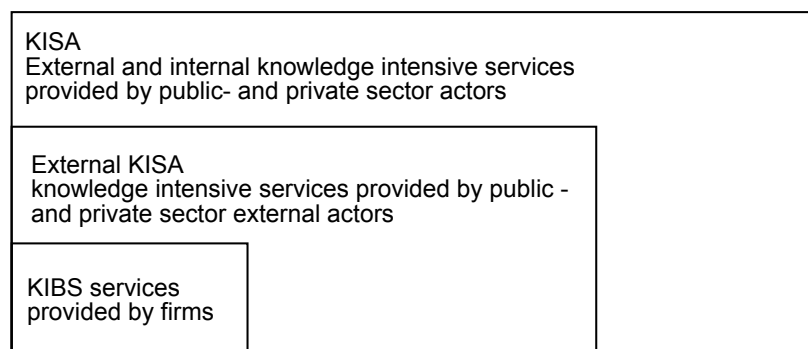 KISA
External and internal knowledge intensive services
provided by public- and private sector actors
External KISA
knowledge intensive services provided by public -
and private sector external actors
KIBS services
provided by firms